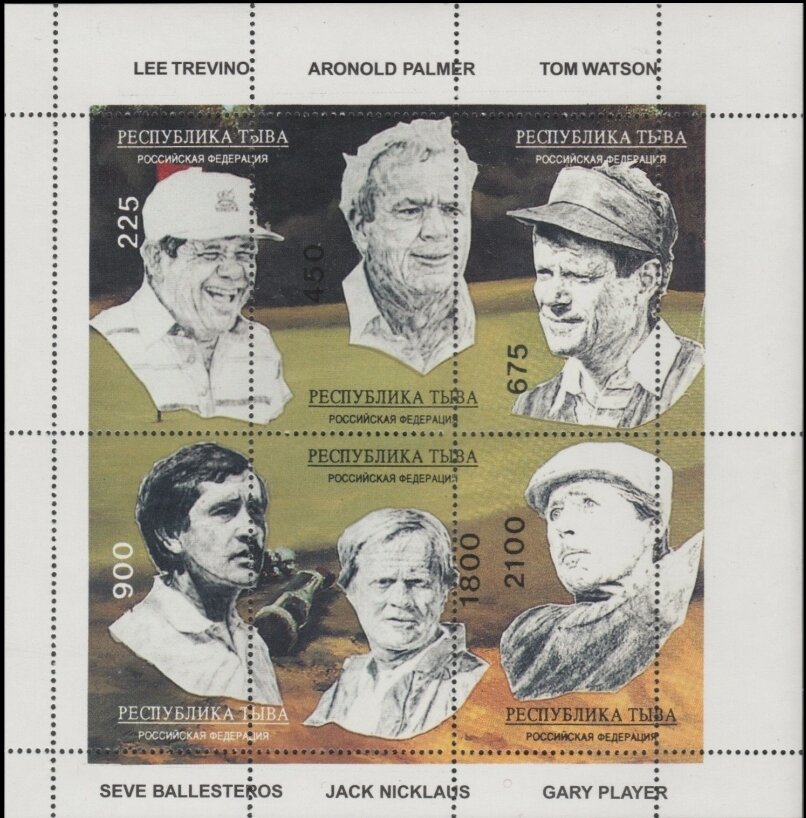 LEE TREVINO ARONOLD PALMER TOM WATSON
РЕСПУБЛИКА ТЫВА
РОССИЙСКАЯ ФЕДЕРАЦИЯ
225
450
РЕСПУБЛИКА ТЫВА
РОССИЙСКАЯ ФЕДЕРАЦИЯ
РЕСПУБЛИКА ТЫВА
РОССИЙСКАЯ ФЕДЕРАЦИЯ
675
900
РЕСПУБЛИКА ТЫВА
РОССИЙСКАЯ ФЕДЕРАЦИЯ
РЕСПУБЛИКА ТЫВА
РОССИЙСКАЯ ФЕДЕРАЦИЯ
1800
2100
РЕСПУБЛИКА ТЫВА
РОССИЙСКАЯ ФЕДЕРАЦИЯ
SEVE BALLESTEROS JACK NICKLAUS GARY PLAYER